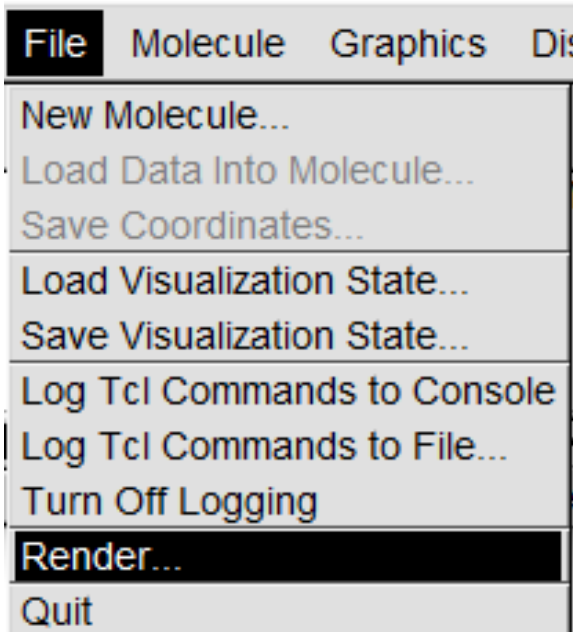 File Molecule Graphics Dis
New Molecule...
Load Data Into Molecule...
Save Coordinates...
Load Visualization State...
Save Visualization State...
Log Tcl Commands to Console
Log Tcl Commands to File...
Turn Off Logging
Render...
Quit